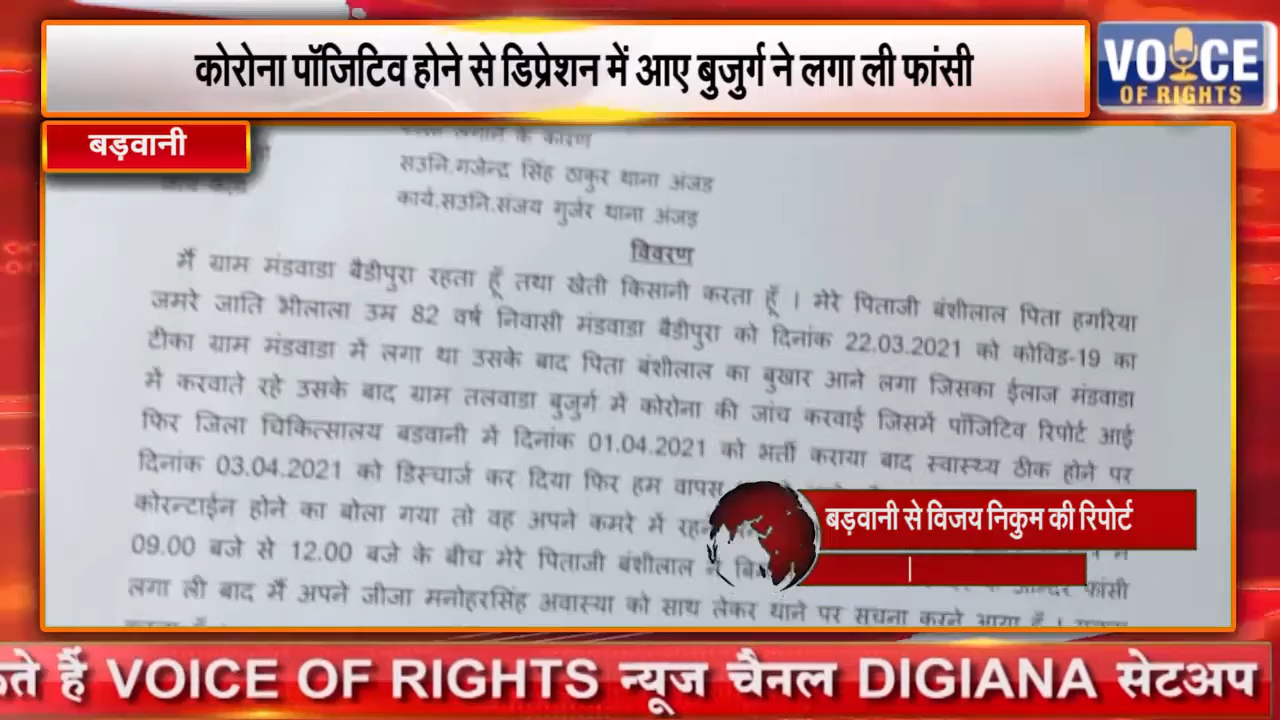 कोरोना पॉजिटिव होने से डिप्रेशन में आए बुजुर्ग ने लगा ली फांसी
VOICE
OF RIGHTS
बड़वानी
के कारण
सउनि.गजेन्द्र सिंह ठाकुर थाना अंजड
कार्य.सउनि.संजय गुर्जर थाना अंजड़
विवरण
मैं ग्राम मंडवाडा बैडीपुरा रहता हूँ तथा खेती किसानी करता हूँ । मेरे पिताजी बंशीलाल पिता हगरिया
जमरे जाति भीलाला उम्र 82 वर्ष निवासी मंडवाडा बैडीपुरा को दिनांक 22.03.2021 को कोविड-19 का
टीका ग्राम मंडवाडा में लगा था उसके बाद पिता बंशीलाल का बुखार आने लगा जिसका ईलाज मंडवाडा
में करवाते रहे उसके बाद ग्राम तलवाडा बुजुर्ग में कोरोना की जांच करवाई जिसमें पॉजिटिव रिपोर्ट आई
फिर जिला चिकित्सालय बडवानी में दिनांक 01.04.2021 को भर्ती कराया बाद स्वास्थ्य ठीक होने पर
दिनांक 03.04.2021 को डिस्चार्ज कर दिया फिर हम वापस
कोरन्टाईन होने का बोला गया तो वह अपने कमरे में
09.00 बजे से 12.00 बजे के बीच मेरे पिताजी बंशीलाल फांसी
लगा ली बाद मैं अपने जीजा मनोहरसिंह अवास्या को साथ लेकर थाने पर सूचना करने आया हूँ ।
बड़वानी से विजय निकुम की रिपोर्ट
ते हैं VOICE OF RIGHTS न्यूज चैनल DIGIANA सेटअप